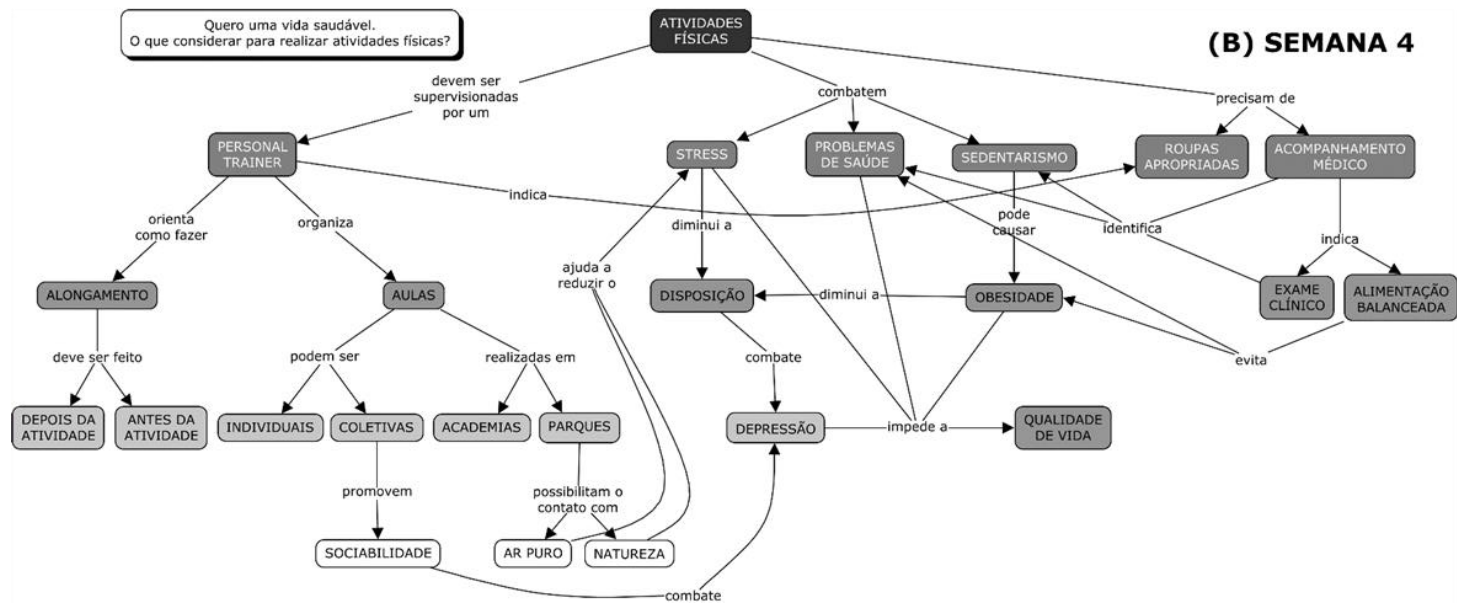 Quero uma vida saudável.
O que considerar para realizar atividades físicas?
ATIVIDADES
FÍSICAS
(B) SEMANA 4
devem ser
supervisionadas
por um
combatem
precisam de
PERSONAL
TRAINER
STRESS
PROBLEMAS
DE SAÚDE
SEDENTARISMO
ROUPAS
APROPRIADAS
ACOMPANHAMENTO
MÉDICO
indica
orienta
como fazer
organiza
diminui a
pode
causar
identifica
indica
ajuda a
reduzir o
ALONGAMENTO
AULAS
DISPOSIÇÃO
diminui a
OBESIDADE
EXAME
CLÍNICO
ALIMENTAÇÃO
BALANCEADA
deve ser feito
podem ser
realizadas em
combate
evita
DEPOIS DA
ATIVIDADE
ANTES DA
ATIVIDADE
INDIVIDUAIS
COLETIVAS
ACADEMIAS
PARQUES
DEPRESSÃO
impede a
QUALIDADE
DE VIDA
promovem
possibilitam o
contato com
SOCIABILIDADE
AR PURO
NATUREZA
combate